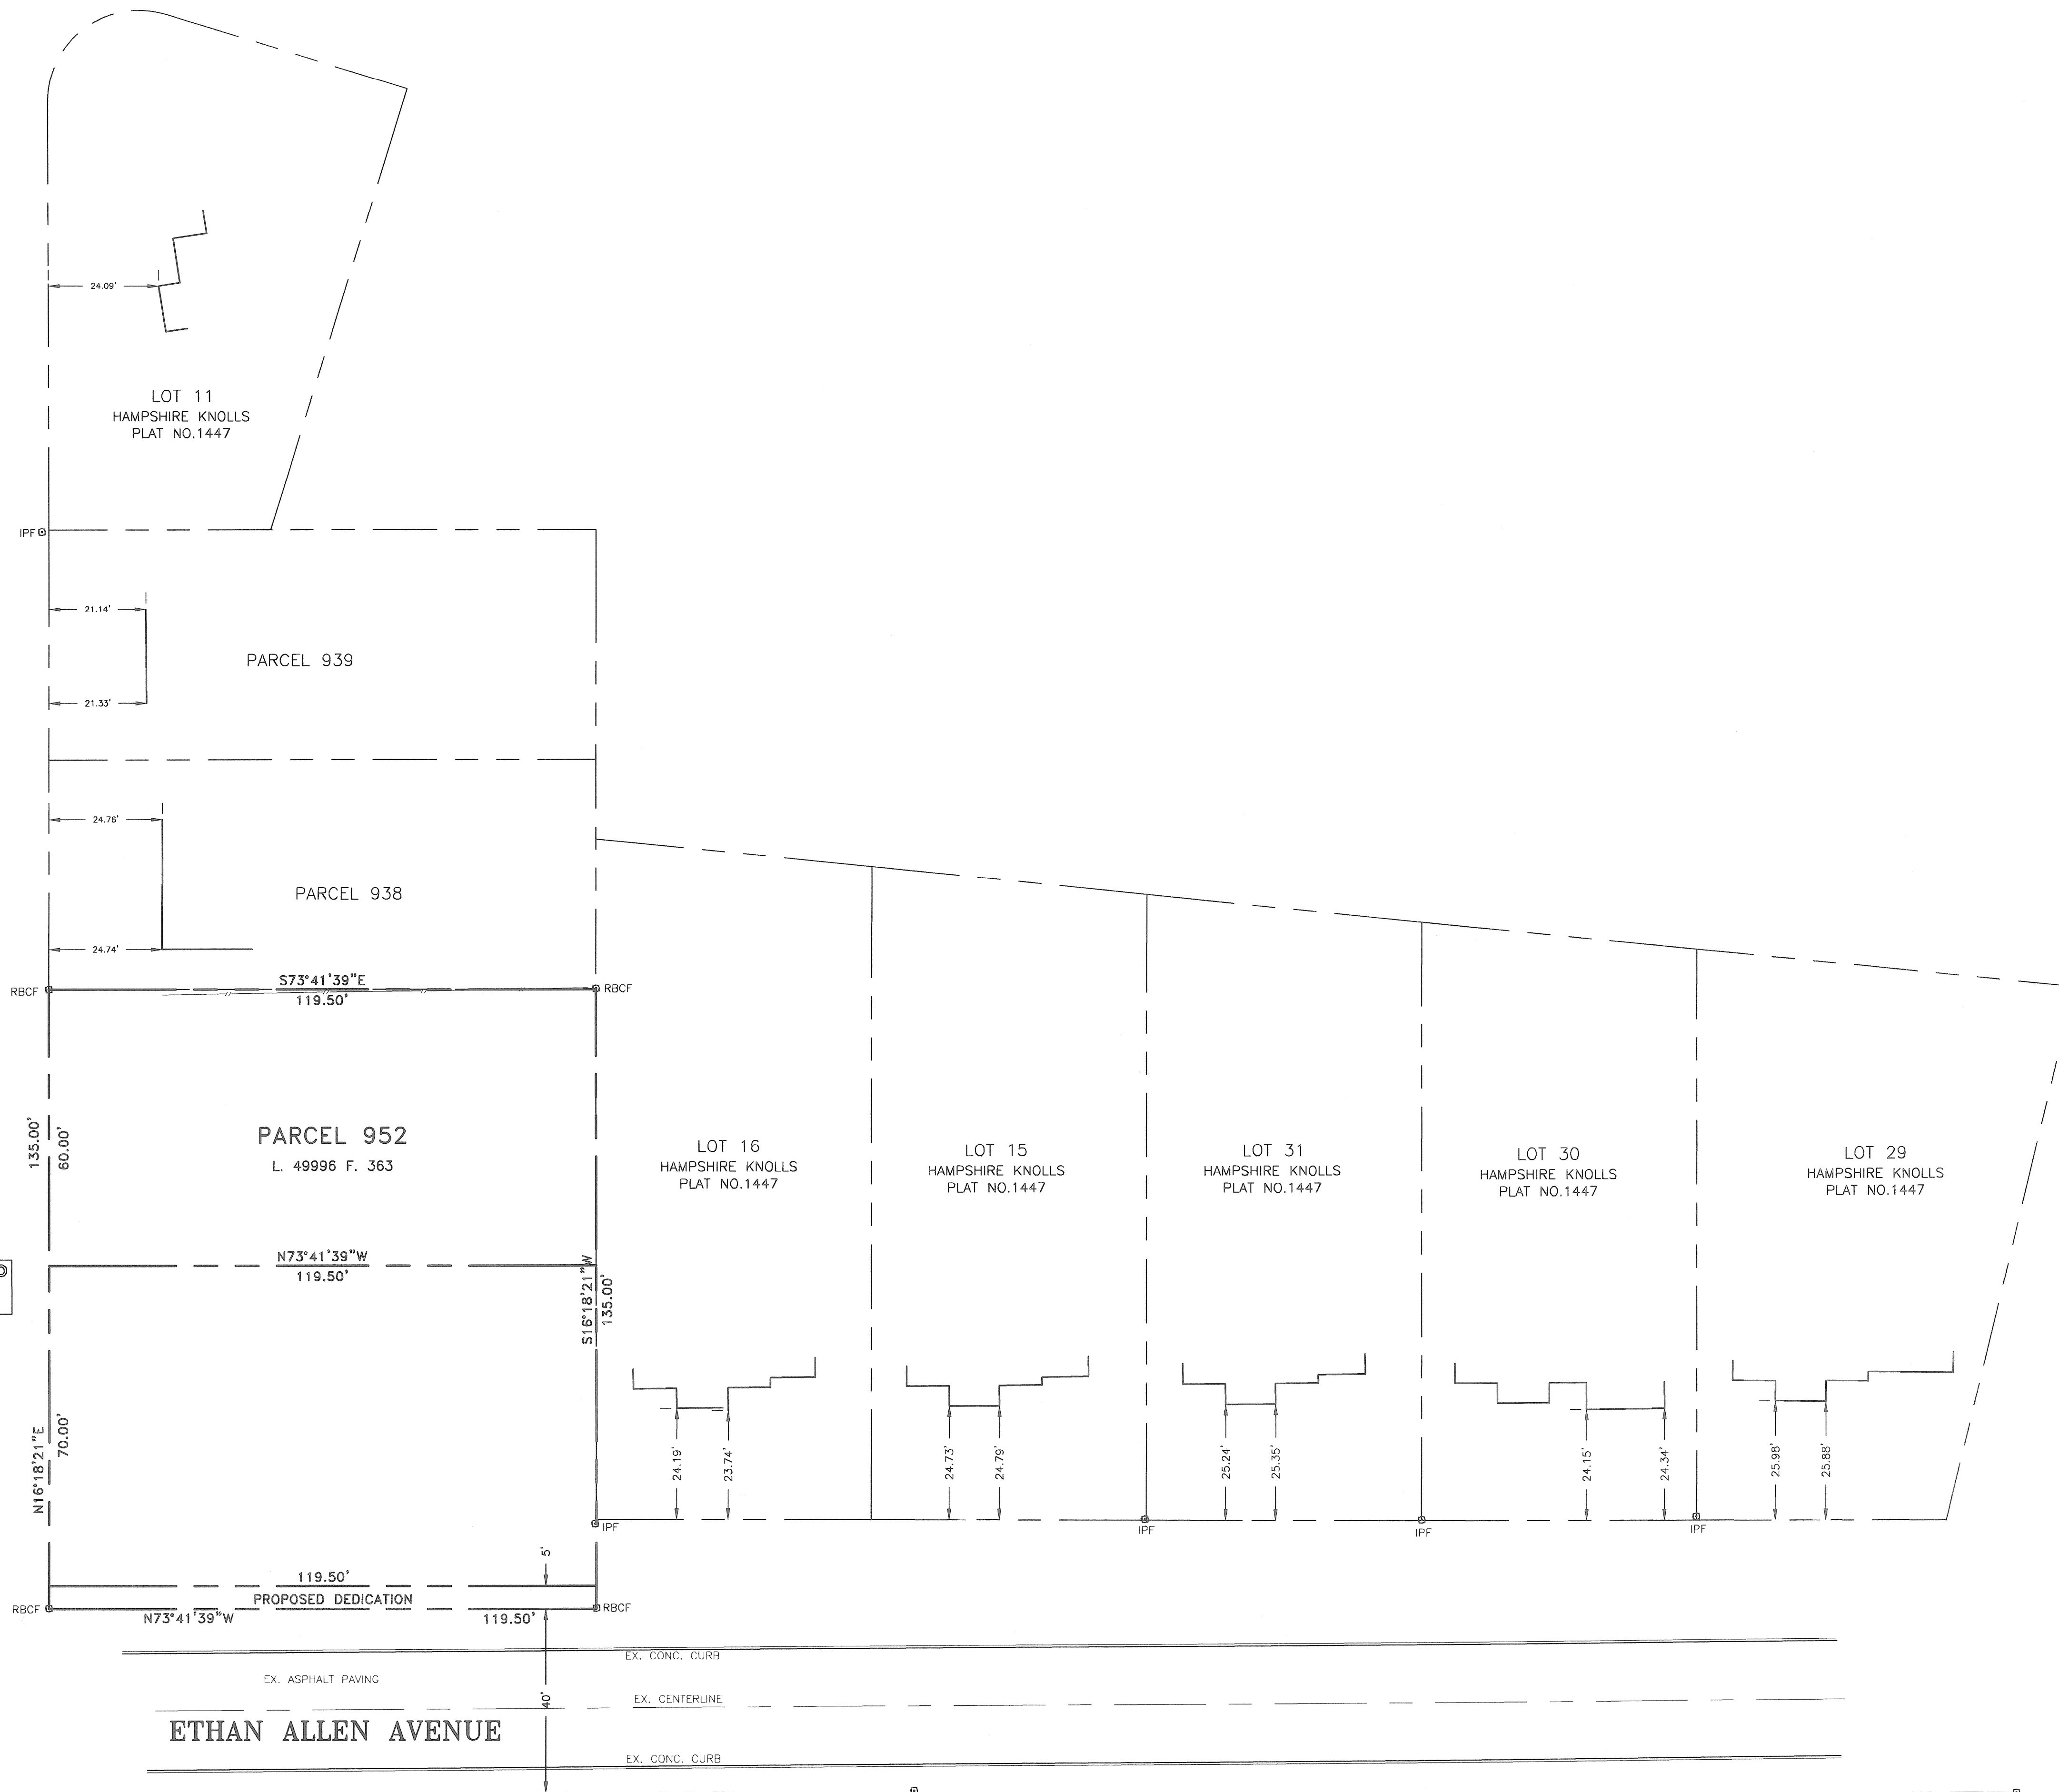 24.09'
LOT 11
HAMPSHIRE KNOLLS
PLAT NO.1447
IPF
21.14'
PARCEL 939
21.33'
24.76'
PARCEL 938
24.74'
RBCF
S73°41'39"E
119.50'
RBCF
135.00'
60.00'
PARCEL 952
L. 49996 F. 363
LOT 16
HAMPSHIRE KNOLLS
PLAT NO.1447
LOT 15
HAMPSHIRE KNOLLS
PLAT NO.1447
LOT 31
HAMPSHIRE KNOLLS
PLAT NO.1447
LOT 30
HAMPSHIRE KNOLLS
PLAT NO.1447
LOT 29
HAMPSHIRE KNOLLS
PLAT NO.1447
N73°41'39"W
119.50'
S16°18'21"W
135.00'
N16°18'21"E
70.00'
24.19'
23.74'
24.73'
24.79'
25.24'
25.35'
24.15'
24.34'
25.98'
25.88'
IPF
IPF
IPF
IPF
5'
119.50'
PROPOSED DEDICATION
RBCF
N73°41'39"W
119.50'
RBCF
EX. CONC. CURB
EX. ASPHALT PAVING
40'
EX. CENTERLINE
ETHAN ALLEN AVENUE
EX. CONC. CURB